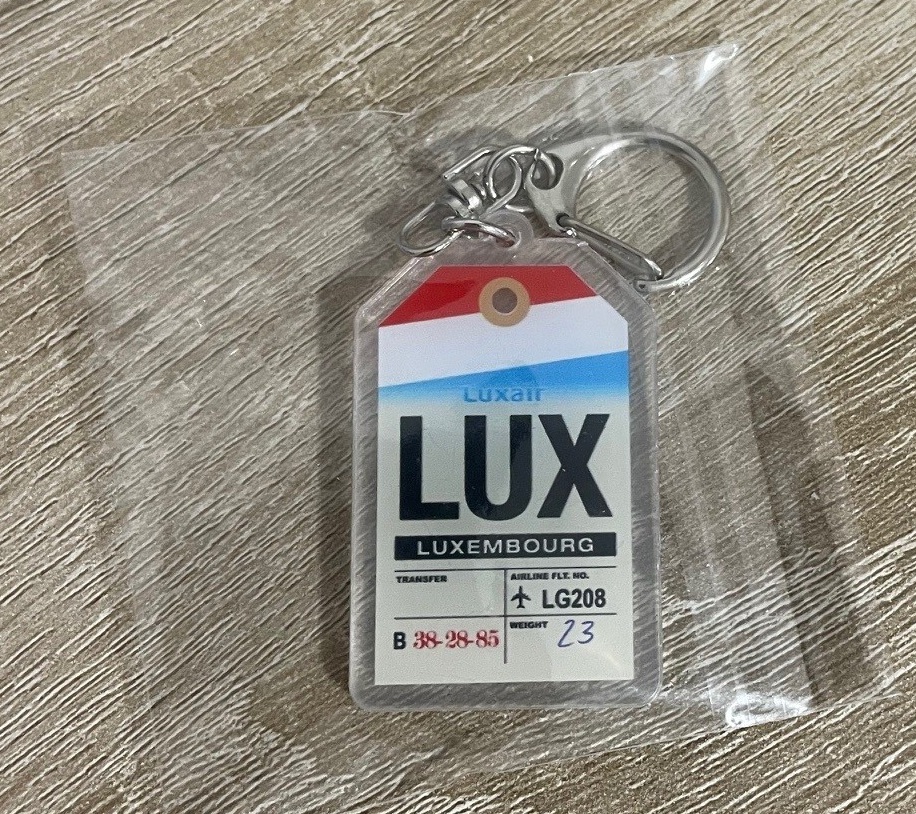 Luxair
LUX
LUXEMBOURG
TRANSFER
AIRLINE FLT. NO.
LG208
B 38-28-85
WEIGHT
23